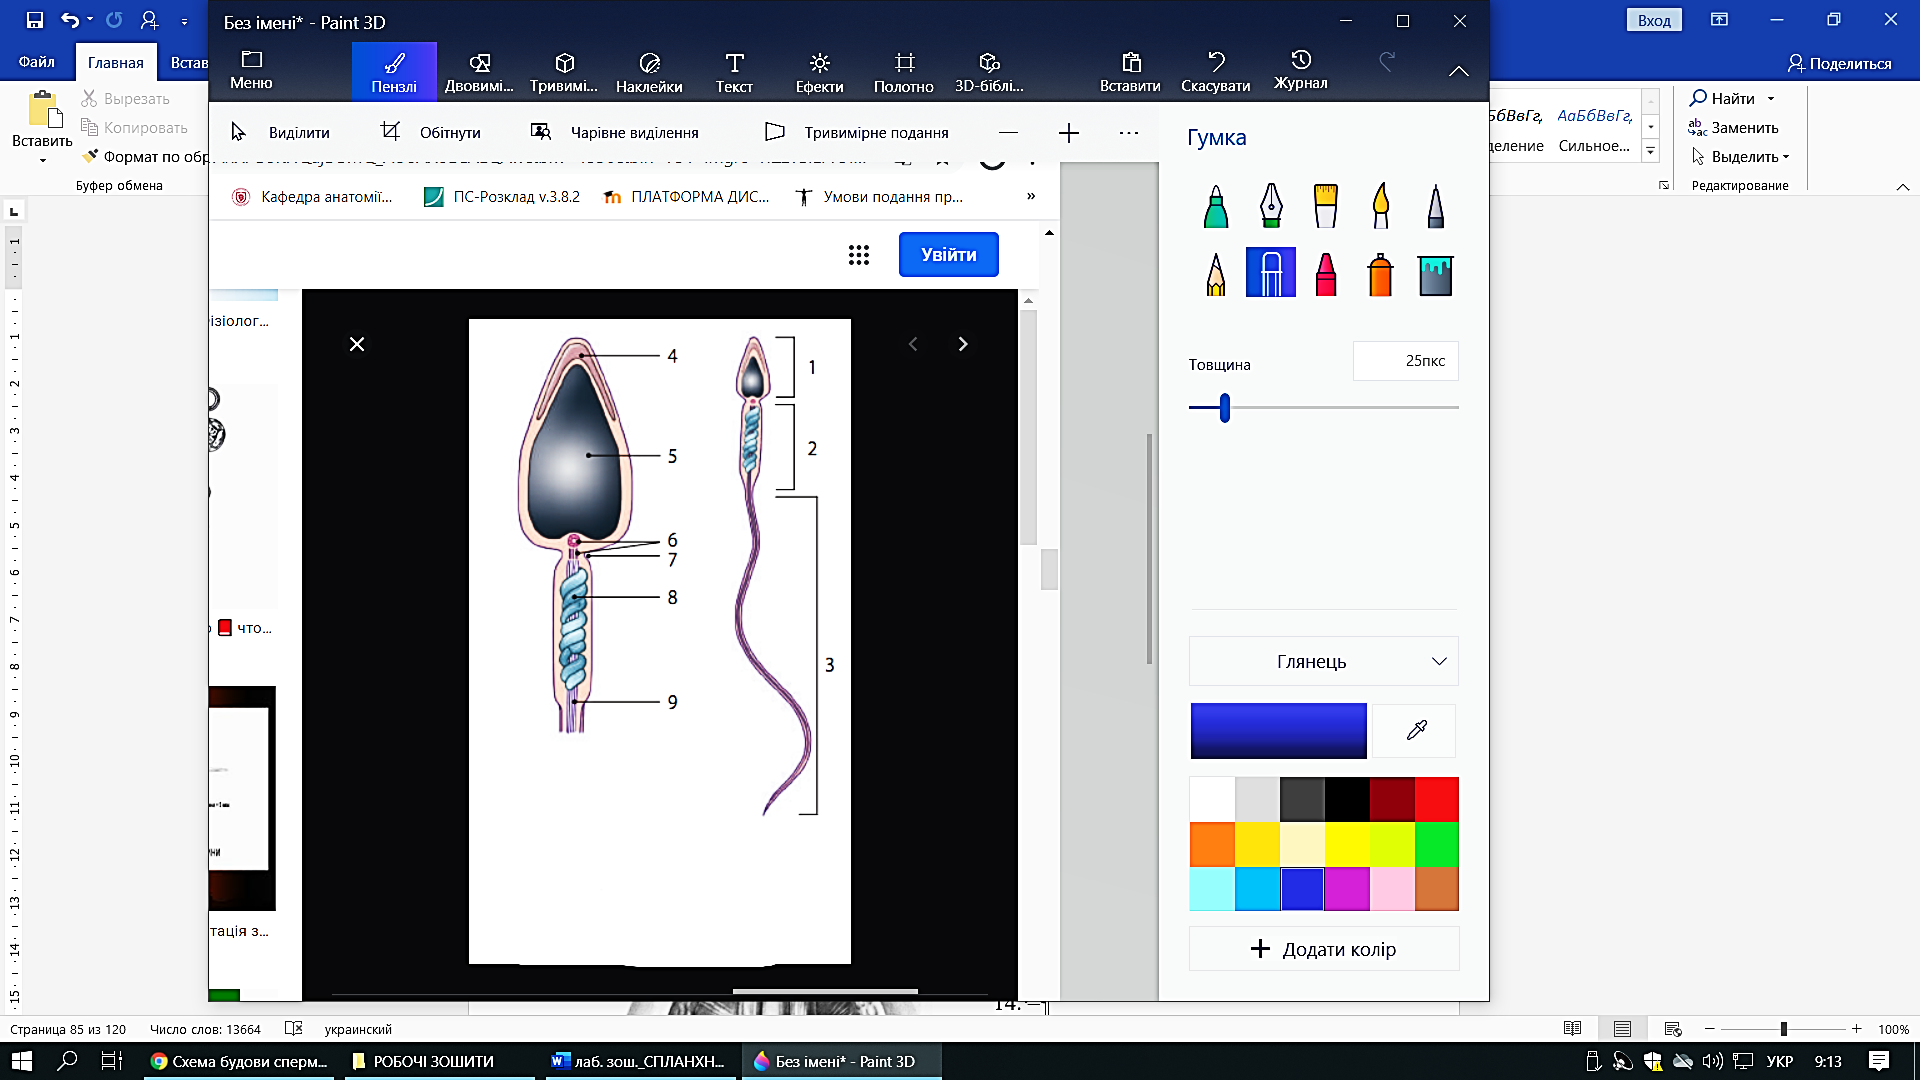 Без імені* - Paint 3D
Вход
Файл
Главная
Встав
Поделиться
Меню
Пензлі
Двовимі...
Тривимі...
Наклейки
Текст
Ефекти
Полотно
3D-біблі...
Вставити
Скасувати
Журнал
Вырезать
Копировать
Вставить
Формат по обр
Буфер обмена
Виділити
Обітнути
Чарівне виділення
Тривимірне подання
Гумка
АаБбВвГг,
Сильное...
Найти
Заменить
Выделить
Редактирование
Кафедра анатомії...
ПС-Розклад v.3.8.2
ПЛАТФОРМА ДИС...
Умови подання пр...
»
Увійти
ізіолог...
что...
тація з...
4
5
6
7
8
9
1
2
3
Товщина
25пкс
Глянець
Додати колір
14.
Страница 85 из 120
Число слов: 13664
украинский
100%
Схема будови сперм...
РОБОЧІ ЗОШИТИ
лаб. зош._СПЛАНХН...
Без імені* - Paint 3D
УКР
9:13